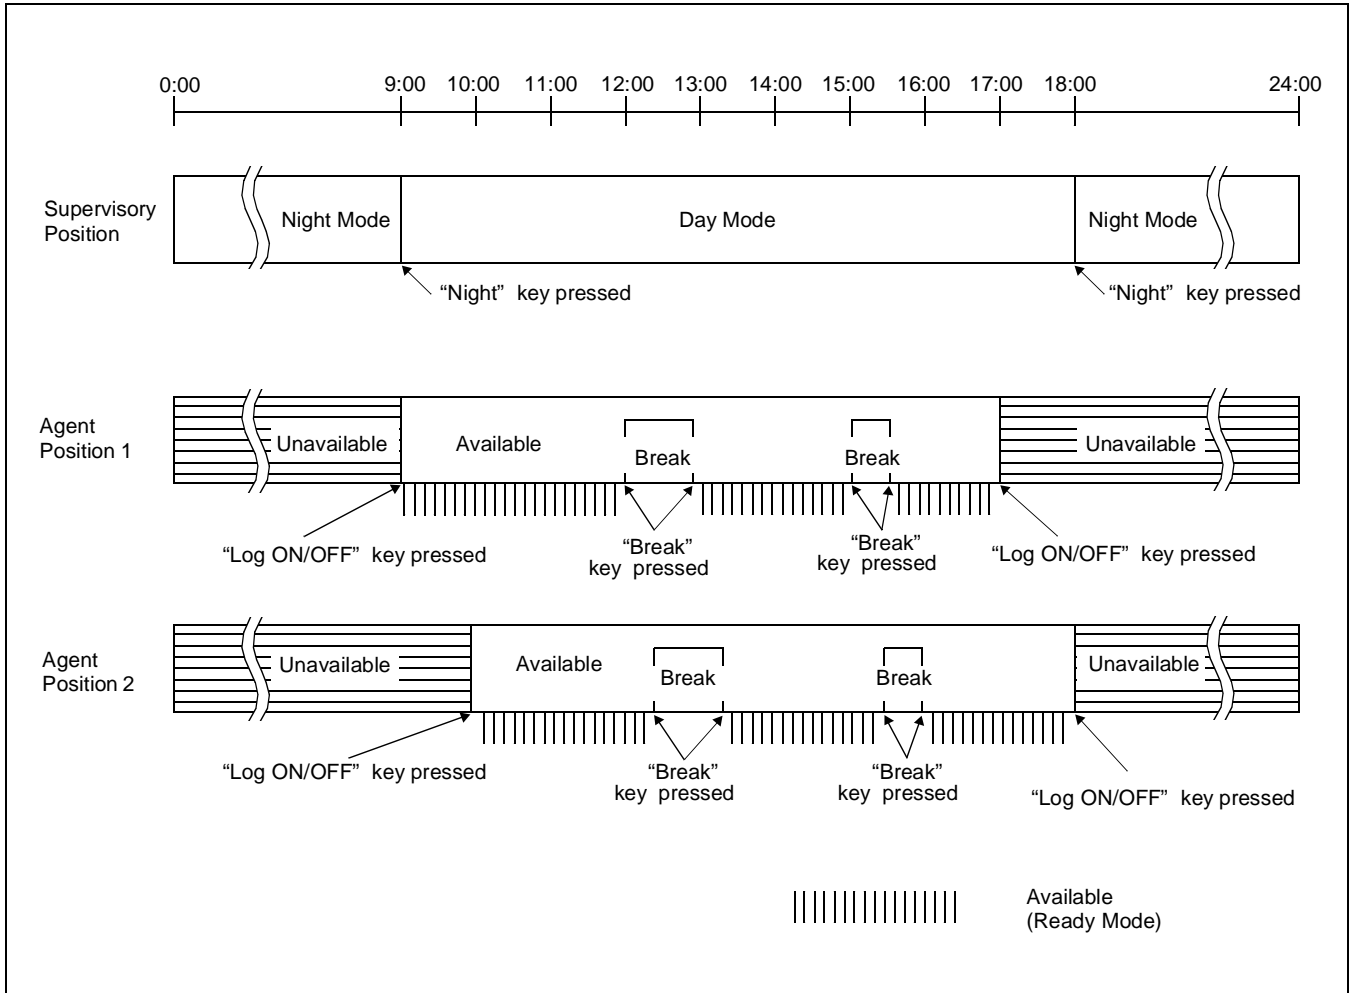 0:00 9:00 10:00 11:00 12:00 13:00 14:00 15:00 16:00 17:00 18:00 24:00
Supervisory
Position
Night Mode
Day Mode
Night Mode
“Night” key pressed
“Night” key pressed
Agent
Position 1
Unavailable
Available
Break
Break
Unavailable
“Log ON/OFF” key pressed
“Break”
key pressed
“Break”
key pressed
“Log ON/OFF” key pressed
Agent
Position 2
Unavailable
Available
Break
Break
Unavailable
“Log ON/OFF” key pressed
“Break”
key pressed
“Break”
key pressed
“Log ON/OFF” key pressed
Available
(Ready Mode)